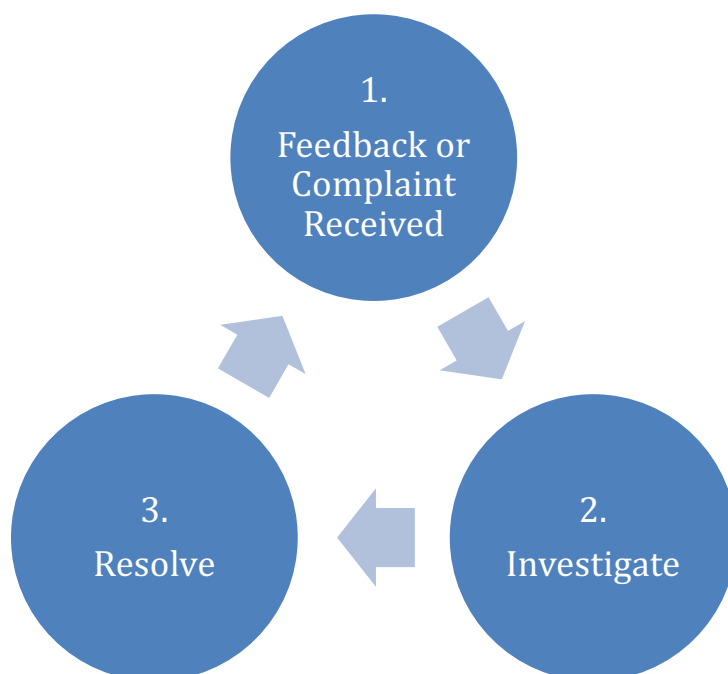 1.
Feedback or
Complaint
Received
2.
Investigate
3.
Resolve